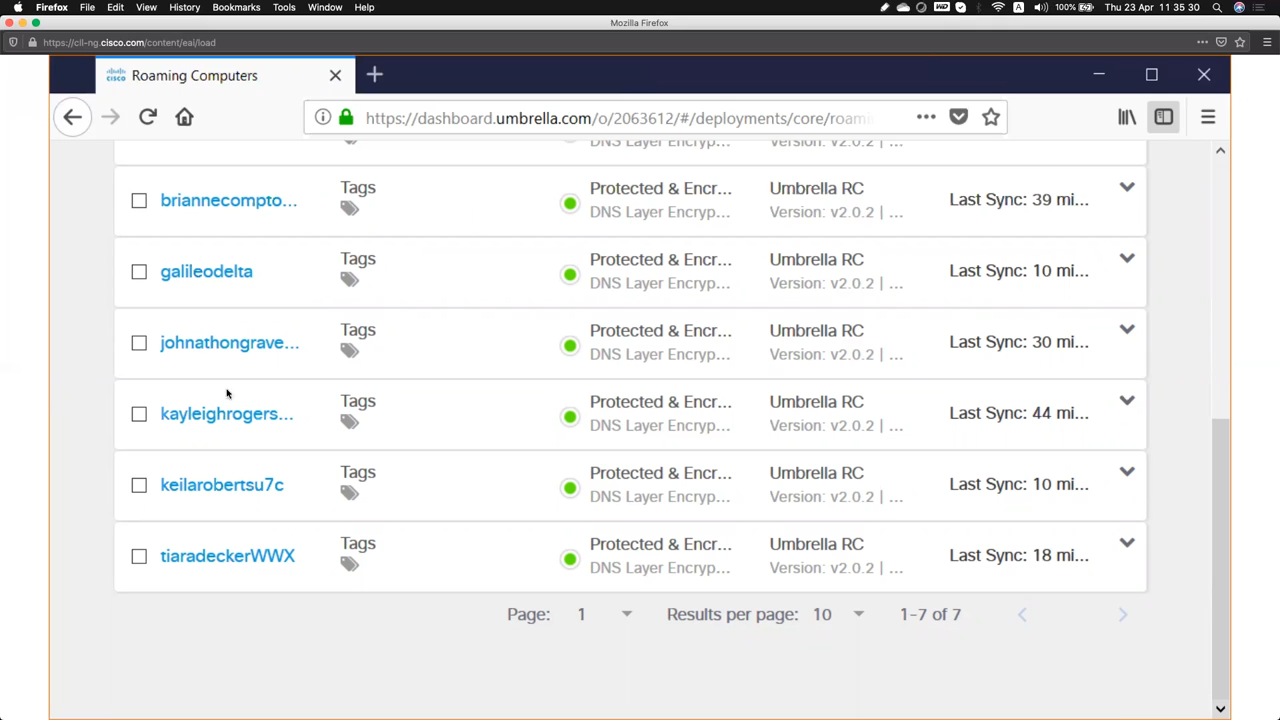 Firefox File Edit View History Bookmarks Tools Window Help
100% Thu 23 Apr 11:35:30
Mozilla Firefox
https://cll-ng.cisco.com/content/eai/load
CISCO Roaming Computers
https://dashboard.umbrella.com/o/2063612/#/deployments/core/roami
DNS Layer Encryp... Version: v2.0.2 | ...
briannecompto... Tags Protected & Encr... Umbrella RC Last Sync: 39 mi...
DNS Layer Encryp... Version: v2.0.2 | ...
galileodelta Tags Protected & Encr... Umbrella RC Last Sync: 10 mi...
DNS Layer Encryp... Version: v2.0.2 | ...
johnathongrave... Tags Protected & Encr... Umbrella RC Last Sync: 30 mi...
DNS Layer Encryp... Version: v2.0.2 | ...
kayleighrogers... Tags Protected & Encr... Umbrella RC Last Sync: 44 mi...
DNS Layer Encryp... Version: v2.0.2 | ...
keilarobertsu7c Tags Protected & Encr... Umbrella RC Last Sync: 10 mi...
DNS Layer Encryp... Version: v2.0.2 | ...
tiaradeckerWWX Tags Protected & Encr... Umbrella RC Last Sync: 18 mi...
DNS Layer Encryp... Version: v2.0.2 | ...
Page: 1 Results per page: 10 1-7 of 7